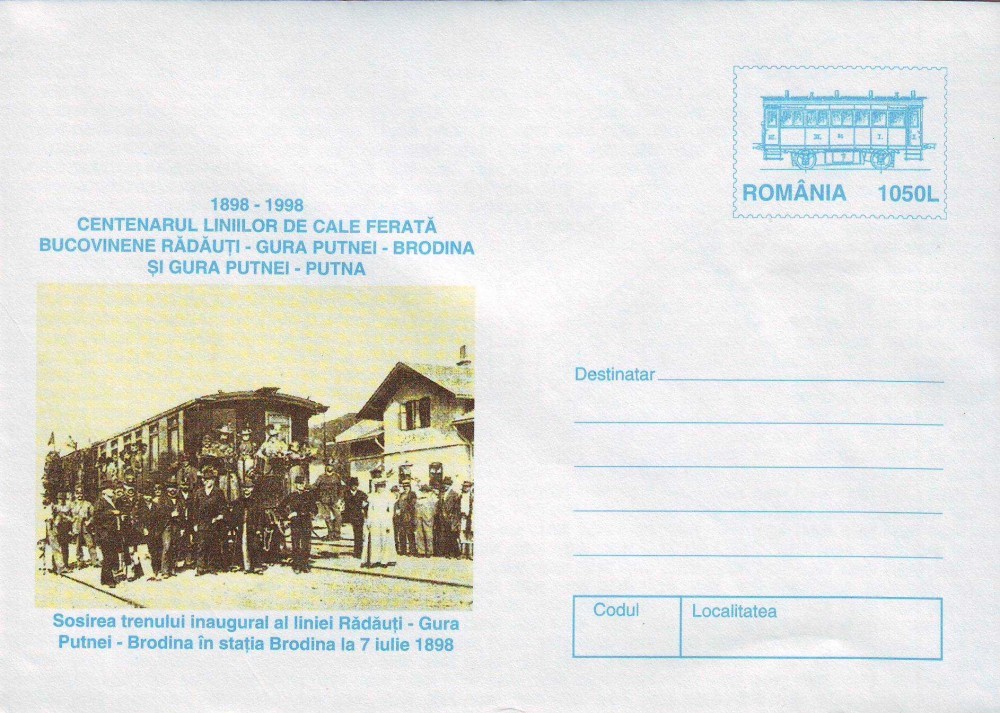 1898 - 1998
CENTENARUL LINIILOR DE CALE FERATĂ
BUCOVINENE RĂDĂUȚI - GURA PUTNEI - BRODINA
ȘI GURA PUTNEI - PUTNA
ROMÂNIA 1050L
Sosirea trenului inaugural al liniei Rădăuți - Gura
Putnei - Brodina în stația Brodina la 7 iulie 1898
Destinatar
Codul
Localitatea